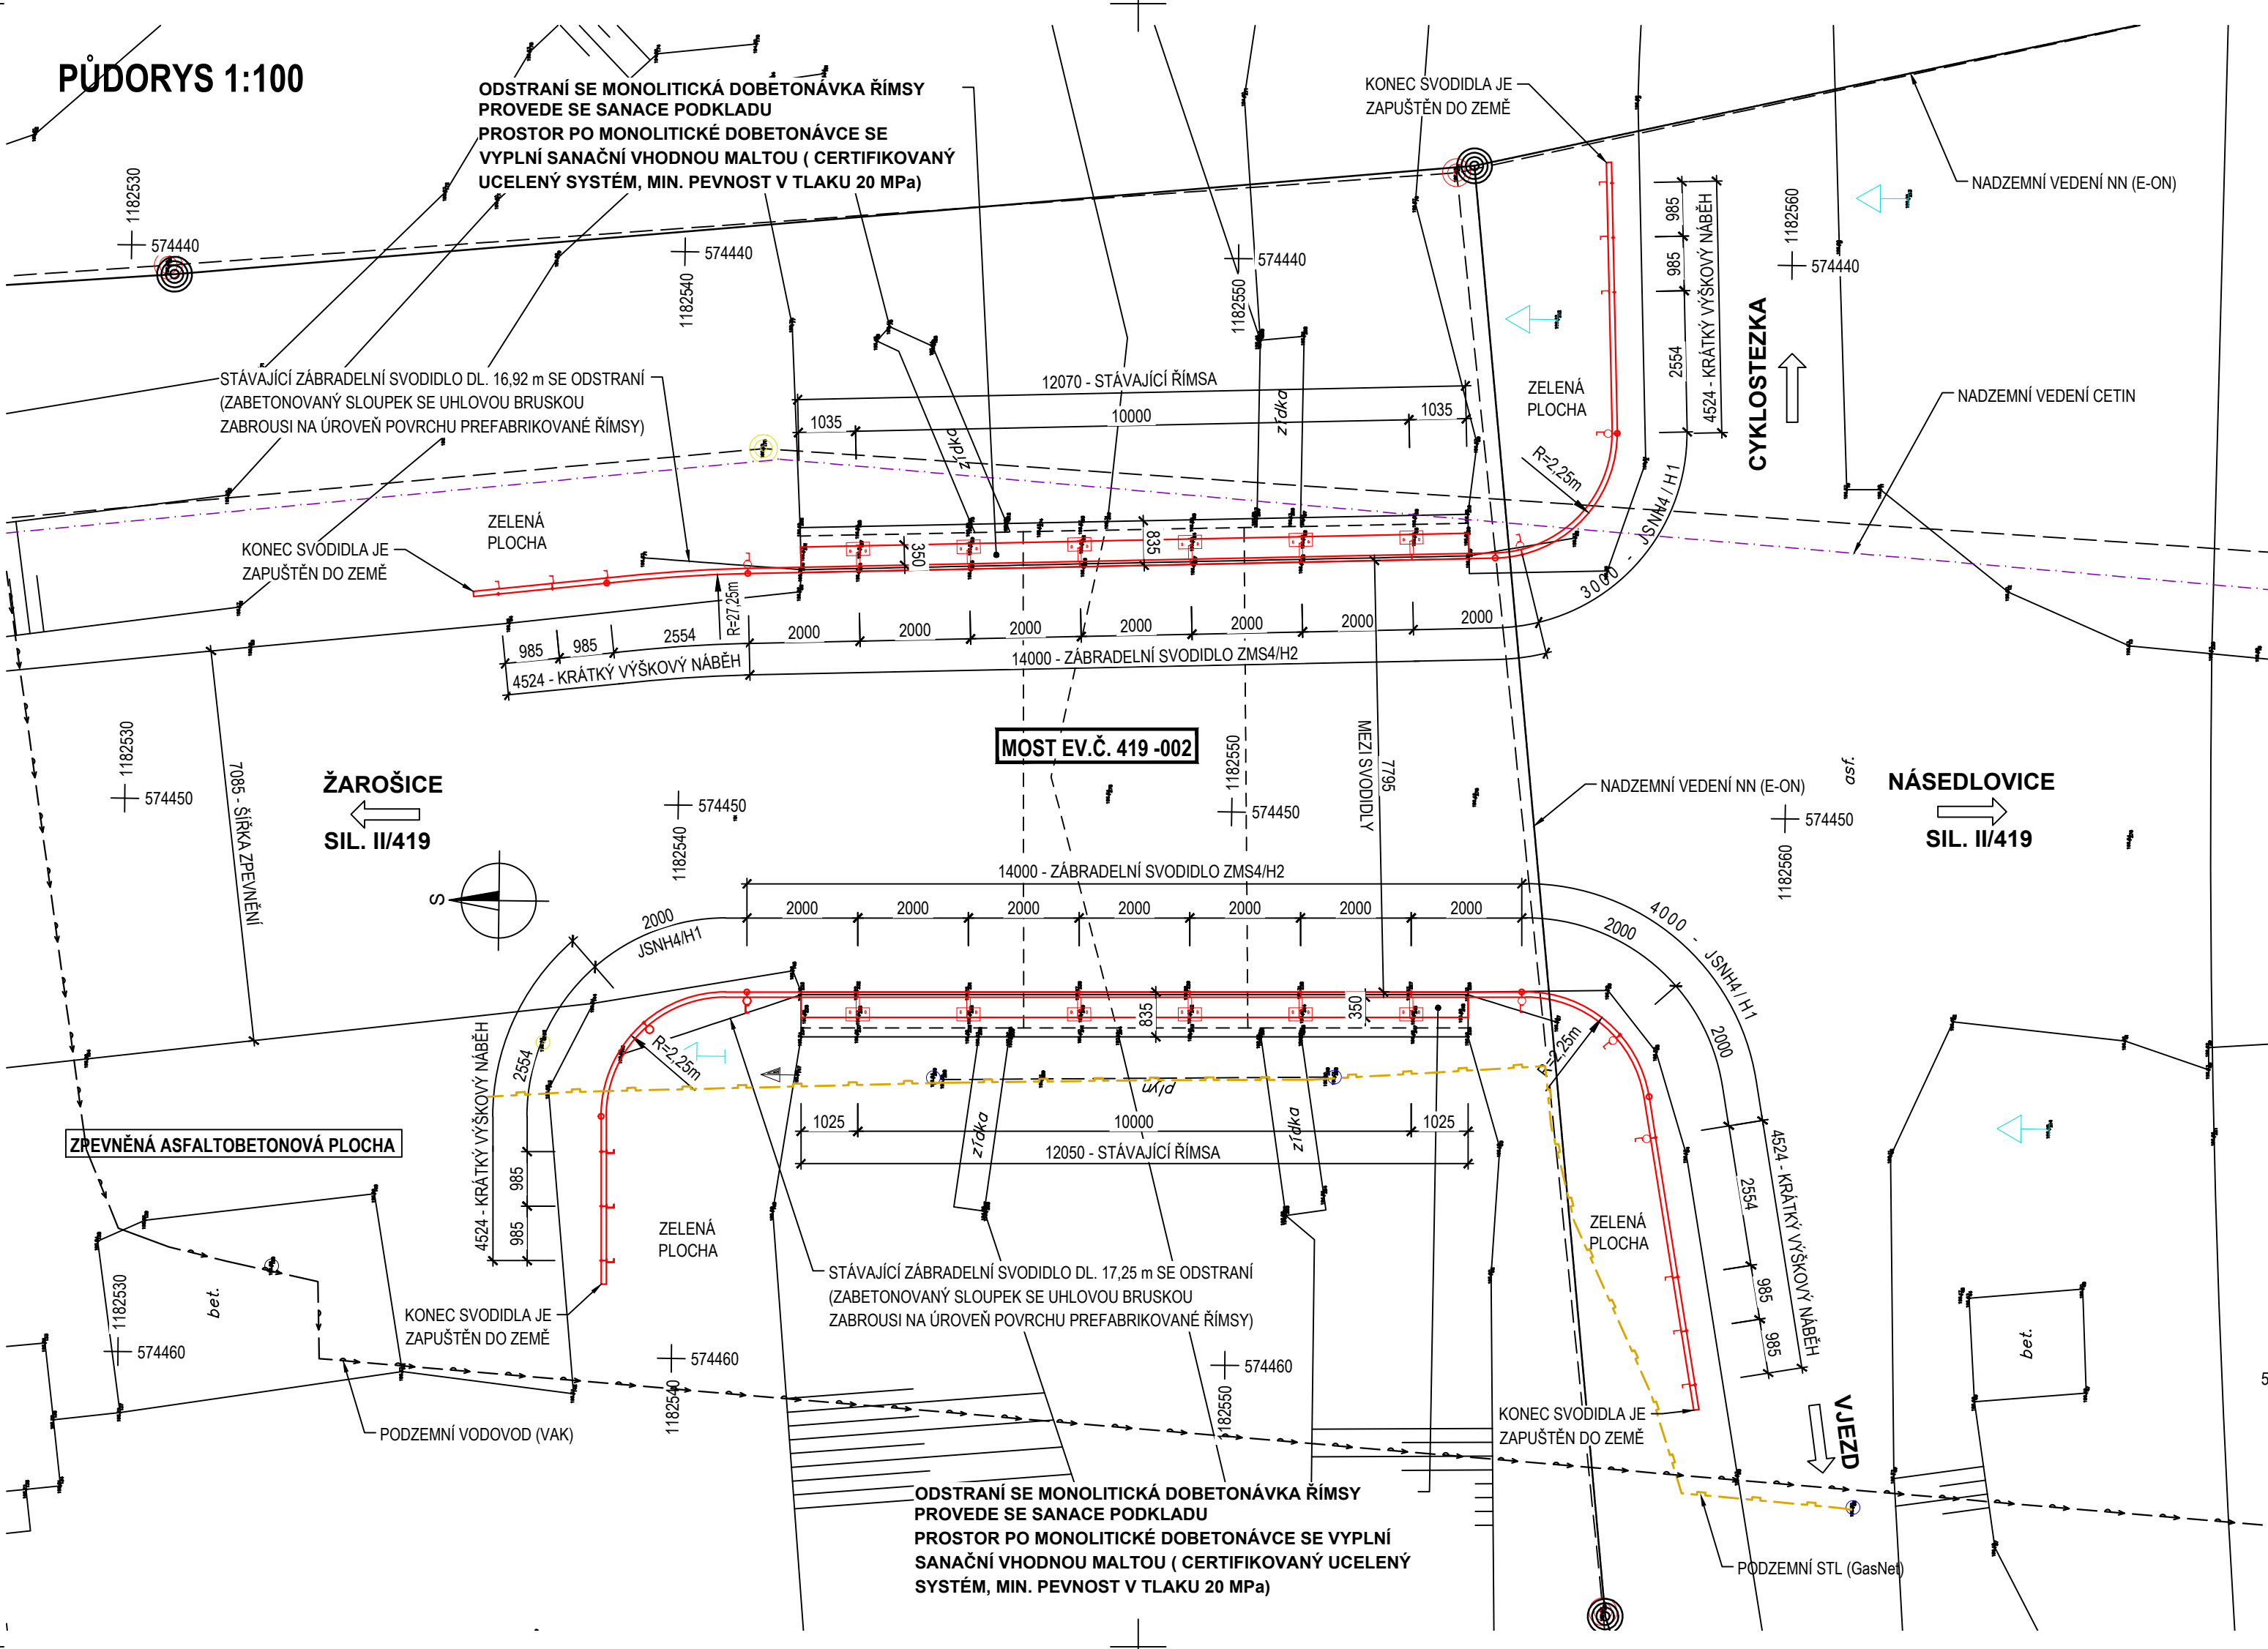 PŮDORYS 1:100
ODSTRANÍ SE MONOLITICKÁ DOBETONÁVKA ŘÍMSY
PROVEDE SE SANACE PODKLADU
PROSTOR PO MONOLITICKÉ DOBETONÁVCE SE
VYPLNÍ SANAČNÍ VHODNOU MALTOU ( CERTIFIKOVANÝ
UCELENÝ SYSTÉM, MIN. PEVNOST V TLAKU 20 MPa)
KONEC SVODIDLA JE
ZAPUŠTĚN DO ZEMĚ
NADZEMNÍ VEDENÍ NN (E-ON)
1182530
574440
1182540
574440
1182550
574440
1182560
574440
985
985
2554
4524 - KRÁTKÝ VÝŠKOVÝ NÁBĚH
CYKLOSTEZKA
STÁVAJÍCÍ ZÁBRADELNÍ SVODIDLO DL. 16,92 m SE ODSTRANÍ
(ZABETONOVANÝ SLOUPEK SE UHLOVOU BRUSKOU
ZABROUSI NA ÚROVEŇ POVRCHU PREFABRIKOVANÉ ŘÍMSY)
12070 - STÁVAJÍCÍ ŘÍMSA
1035
10000
1035
zídka
zídka
ZELENÁ
PLOCHA
NADZEMNÍ VEDENÍ CETIN
R=2,25m
3000 - JSNH4 / H1
ZELENÁ
PLOCHA
KONEC SVODIDLA JE
ZAPUŠTĚN DO ZEMĚ
350
835
R=27,25m
985
985
2554
2000
2000
2000
2000
2000
2000
2000
4524 - KRÁTKÝ VÝŠKOVÝ NÁBĚH
14000 - ZÁBRADELNÍ SVODIDLO ZMS4/H2
MOST EV.Č. 419 -002
7795
MEZI SVODIDLY
1182530
574450
1182540
574450
1182550
574450
1182560
574450
7085 - ŠÍŘKA ZPEVNĚNÍ
ŽAROŠICE
SIL. II/419
NADZEMNÍ VEDENÍ NN (E-ON)
asf.
NÁSEDLOVICE
SIL. II/419
S
14000 - ZÁBRADELNÍ SVODIDLO ZMS4/H2
2000
JSNH4/H1
2000
2000
2000
2000
2000
2000
2000
2000
4000 - JSNH4 / H1
2000
4524 - KRÁTKÝ VÝŠKOVÝ NÁBĚH
2554
985
985
R=2,25m
835
350
R=2,25m
plyn
1025
10000
1025
12050 - STÁVAJÍCÍ ŘÍMSA
zídka
zídka
ZPEVNĚNÁ ASFALTOBETONOVÁ PLOCHA
4524 - KRÁTKÝ VÝŠKOVÝ NÁBĚH
2554
985
985
ZELENÁ
PLOCHA
ZELENÁ
PLOCHA
STÁVAJÍCÍ ZÁBRADELNÍ SVODIDLO DL. 17,25 m SE ODSTRANÍ
(ZABETONOVANÝ SLOUPEK SE UHLOVOU BRUSKOU
ZABROUSI NA ÚROVEŇ POVRCHU PREFABRIKOVANÉ ŘÍMSY)
KONEC SVODIDLA JE
ZAPUŠTĚN DO ZEMĚ
bet.
bet.
1182530
574460
1182540
574460
1182550
574460
5
PODZEMNÍ VODOVOD (VAK)
KONEC SVODIDLA JE
ZAPUŠTĚN DO ZEMĚ
VJEZD
ODSTRANÍ SE MONOLITICKÁ DOBETONÁVKA ŘÍMSY
PROVEDE SE SANACE PODKLADU
PROSTOR PO MONOLITICKÉ DOBETONÁVCE SE VYPLNÍ
SANAČNÍ VHODNOU MALTOU ( CERTIFIKOVANÝ UCELENÝ
SYSTÉM, MIN. PEVNOST V TLAKU 20 MPa)
PODZEMNÍ STL (GasNet)